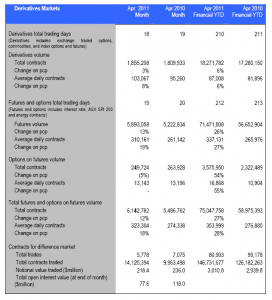 Derivatives Markets Apr 2011 Month Apr 2010 Month Apr 2011 Financial YTD Apr 2010 Financial YTD
Derivatives total trading days 18 19 210 211
(Derivatives includes exchange traded options, commodities, and index options and futures)
Derivatives volume
Total contracts 1,855,208 1,809,933 18,271,782 17,280,150
Change on pcp 3% 6%
Average daily contracts 103,067 95,260 87,008 81,896
Change on pcp 8% 6%
Futures and options total trading days 19 20 212 213
(Futures and options includes, interest rate, ASX SPI 200 and energy contracts)
Futures volume 5,893,058 5,222,834 71,471,808 56,652,904
Change on pcp 13% 26%
Average daily contracts 310,161 261,142 337,131 265,976
Change on pcp 19% 27%
Options on futures volume
Total contracts 249,724 263,928 3,575,950 2,322,489
Change on pcp (5%) 54%
Average daily contracts 13,143 13,196 16,868 10,904
Change on pcp - 55%
Total futures and options on futures volume
Total contracts 6,142,782 5,486,762 75,047,758 58,975,393
Change on pcp 12% 27%
Average daily contracts 323,304 274,338 353,999 276,880
Change on pcp 18% 28%
Contracts-for-difference market
Total trades 5,778 7,075 80,903 99,178
Total contracts traded 14,125,394 9,963,498 146,731,677 126,182,263
Notional value traded ($million) 218.4 236.0 3,010.8 2,939.8
Total open interest value (at end of month) ($million) 77.6 118.0